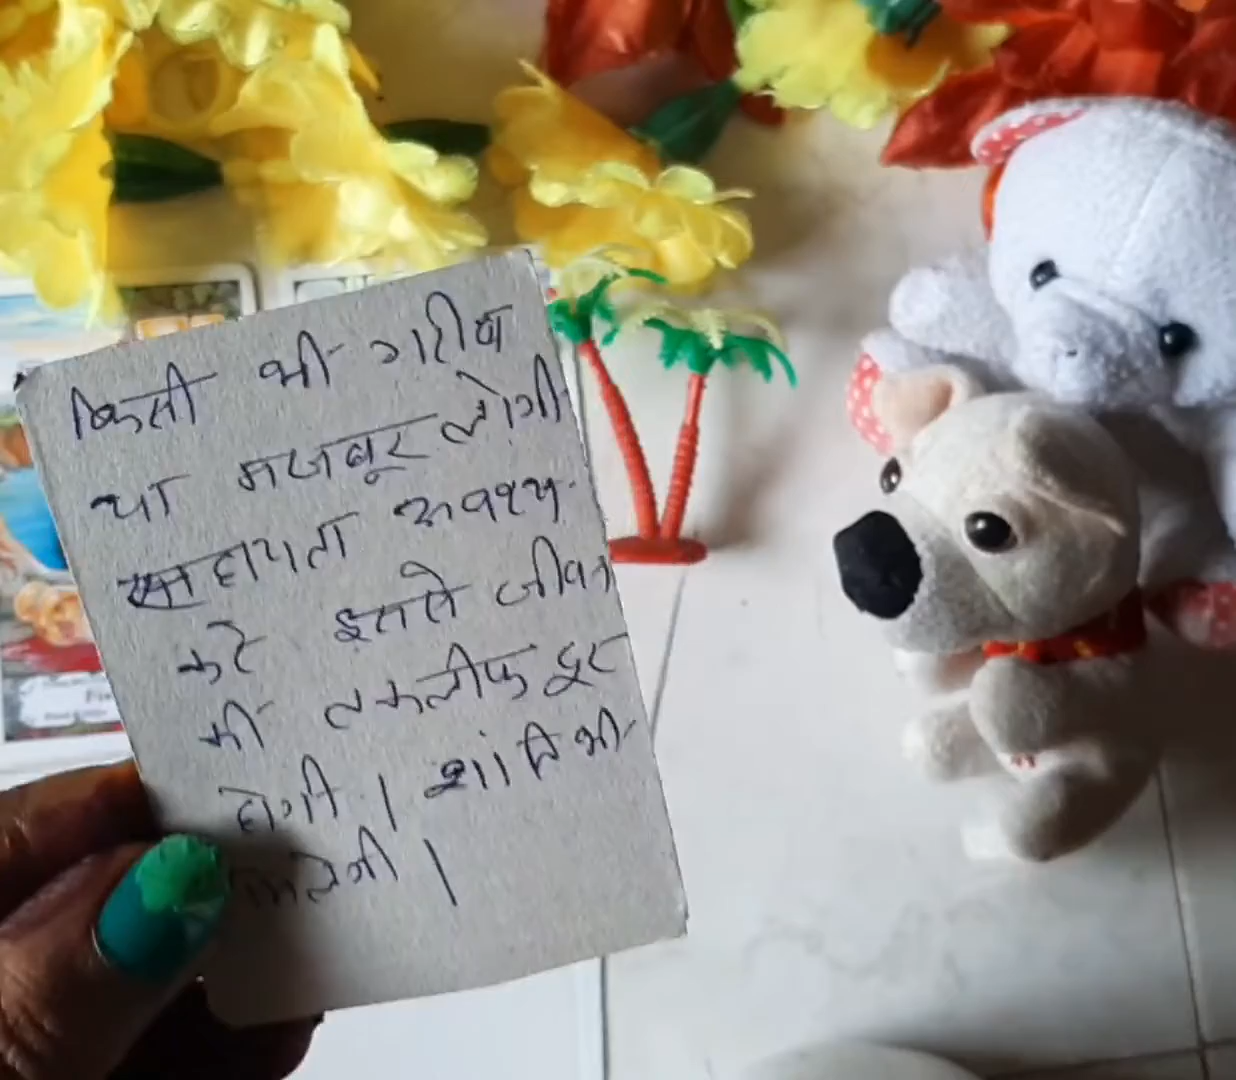 किसी भी गरीब
या मजबूर लोगो
सहायता अवश्य
करे इससे जीवन
की तकलीफ दूर
होगी । शांति भी
मिलेगी ।